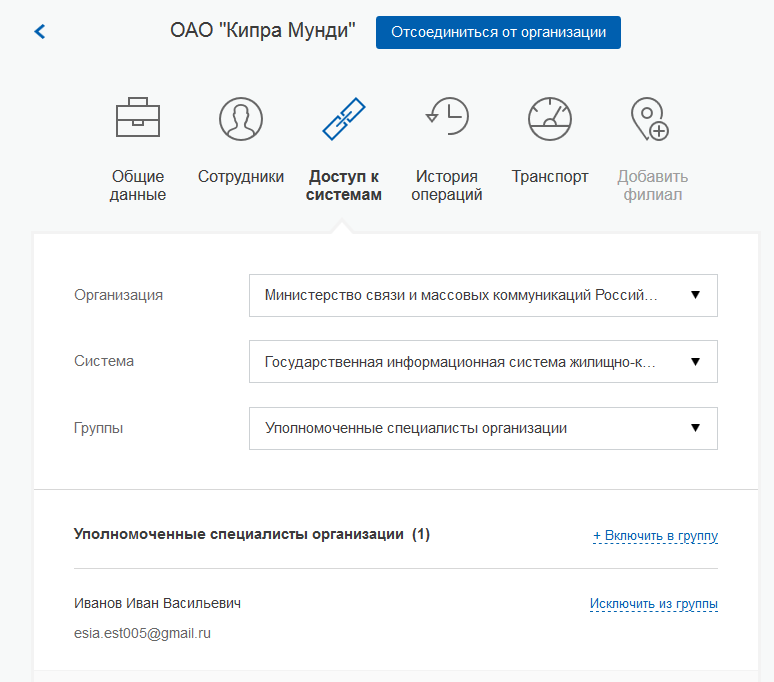 ОАО "Кипра Мунди"
Отсоединиться от организации
Общие
данные
Сотрудники
Доступ к
системам
История
операций
Транспорт
Добавить
филиал
Организация
Министерство связи и массовых коммуникаций Россий…
Система
Государственная информационная система жилищно-к…
Группы
Уполномоченные специалисты организации
Уполномоченные специалисты организации (1)
+ Включить в группу
Иванов Иван Васильевич
Исключить из группы
esia.est005@gmail.ru